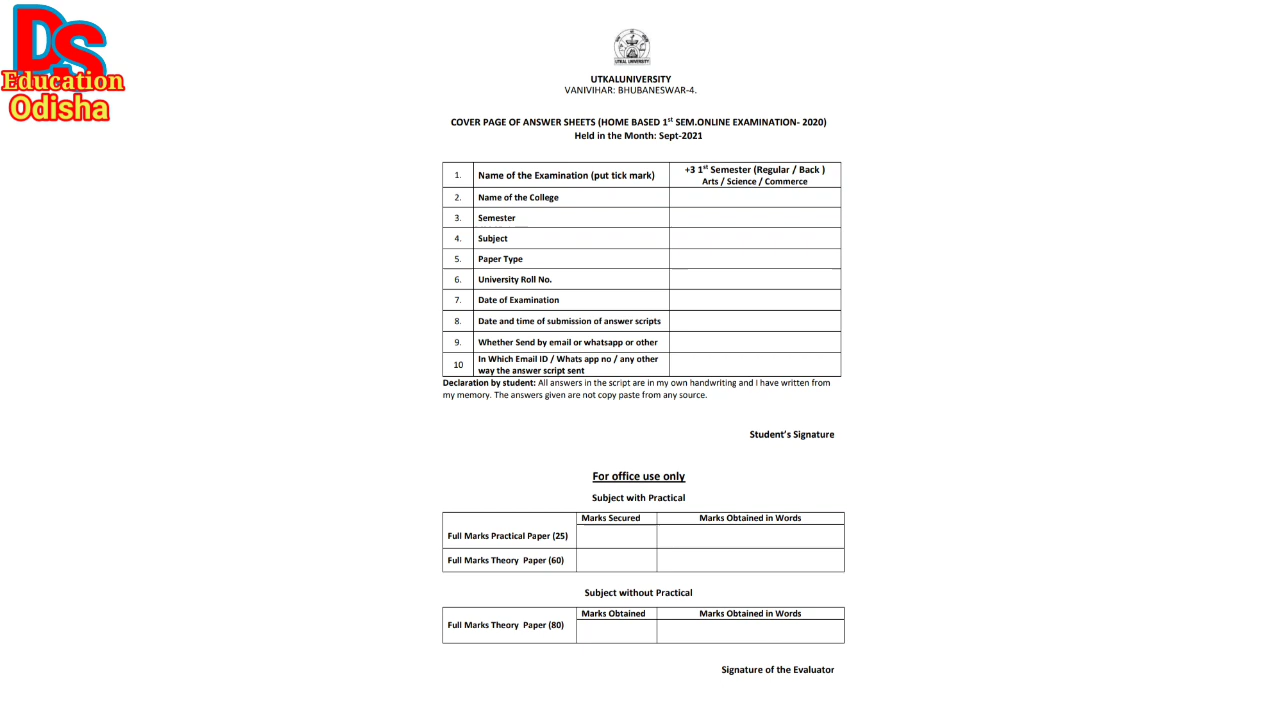 DS
Education
Odisha
UTKAL UNIVERSITY
UTKALUNIVERSITY
VANIVIHAR: BHUBANESWAR-4.
COVER PAGE OF ANSWER SHEETS (HOME BASED 1st SEM.ONLINE EXAMINATION- 2020)
Held in the Month: Sept-2021
1. Name of the Examination (put tick mark) +3 1st Semester (Regular / Back )
Arts / Science / Commerce
2. Name of the College
3. Semester
4. Subject
5. Paper Type
6. University Roll No.
7. Date of Examination
8. Date and time of submission of answer scripts
9. Whether Send by email or whatsapp or other
10 In Which Email ID / Whats app no / any other
way the answer script sent
Declaration by student: All answers in the script are in my own handwriting and I have written from
my memory. The answers given are not copy paste from any source.
Student's Signature
For office use only
Subject with Practical
Marks Secured Marks Obtained in Words
Full Marks Practical Paper (25)
Full Marks Theory Paper (60)
Subject without Practical
Marks Obtained Marks Obtained in Words
Full Marks Theory Paper (80)
Signature of the Evaluator